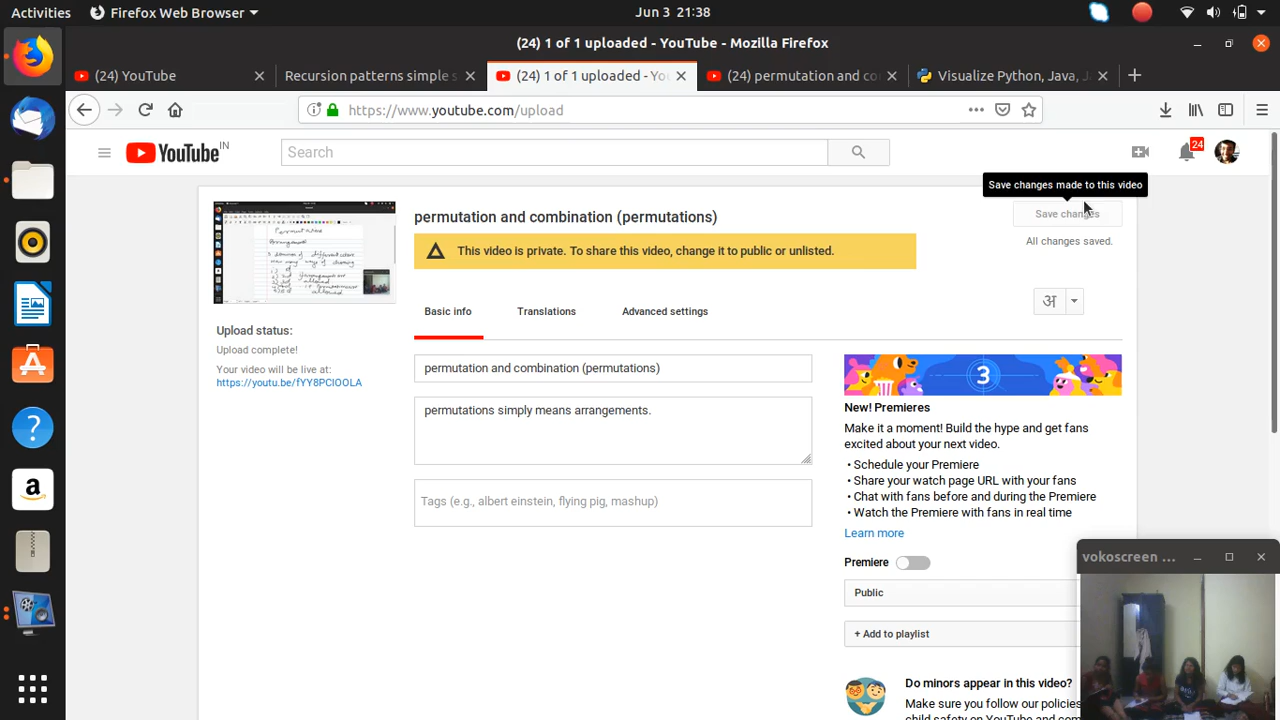 Activities
Firefox Web Browser
Jun 3 21:38
(24) 1 of 1 uploaded - YouTube - Mozilla Firefox
(24) YouTube
Recursion patterns simple s
(24) 1 of 1 uploaded - You
(24) permutation and co
Visualize Python, Java, J
https://www.youtube.com/upload
YouTube IN
Search
24
Save changes made to this video
permutation and combination (permutations)
Save changes
This video is private. To share this video, change it to public or unlisted.
All changes saved.
अ
Basic info
Translations
Advanced settings
Upload status:
Upload complete!
Your video will be live at:
https://youtu.be/fYY8PCIOOLA
permutation and combination (permutations)
permutations simply means arrangements.
Tags (e.g., albert einstein, flying pig, mashup)
3
New! Premieres
Make it a moment! Build the hype and get fans
excited about your next video.
• Schedule your Premiere
• Share your watch page URL with your fans
• Chat with fans before and during the Premiere
• Watch the Premiere with fans in real time
Learn more
Premiere
Public
+ Add to playlist
Do minors appear in this video?
Make sure you follow our policies
child safety on YouTube and com
vokoscreen ...